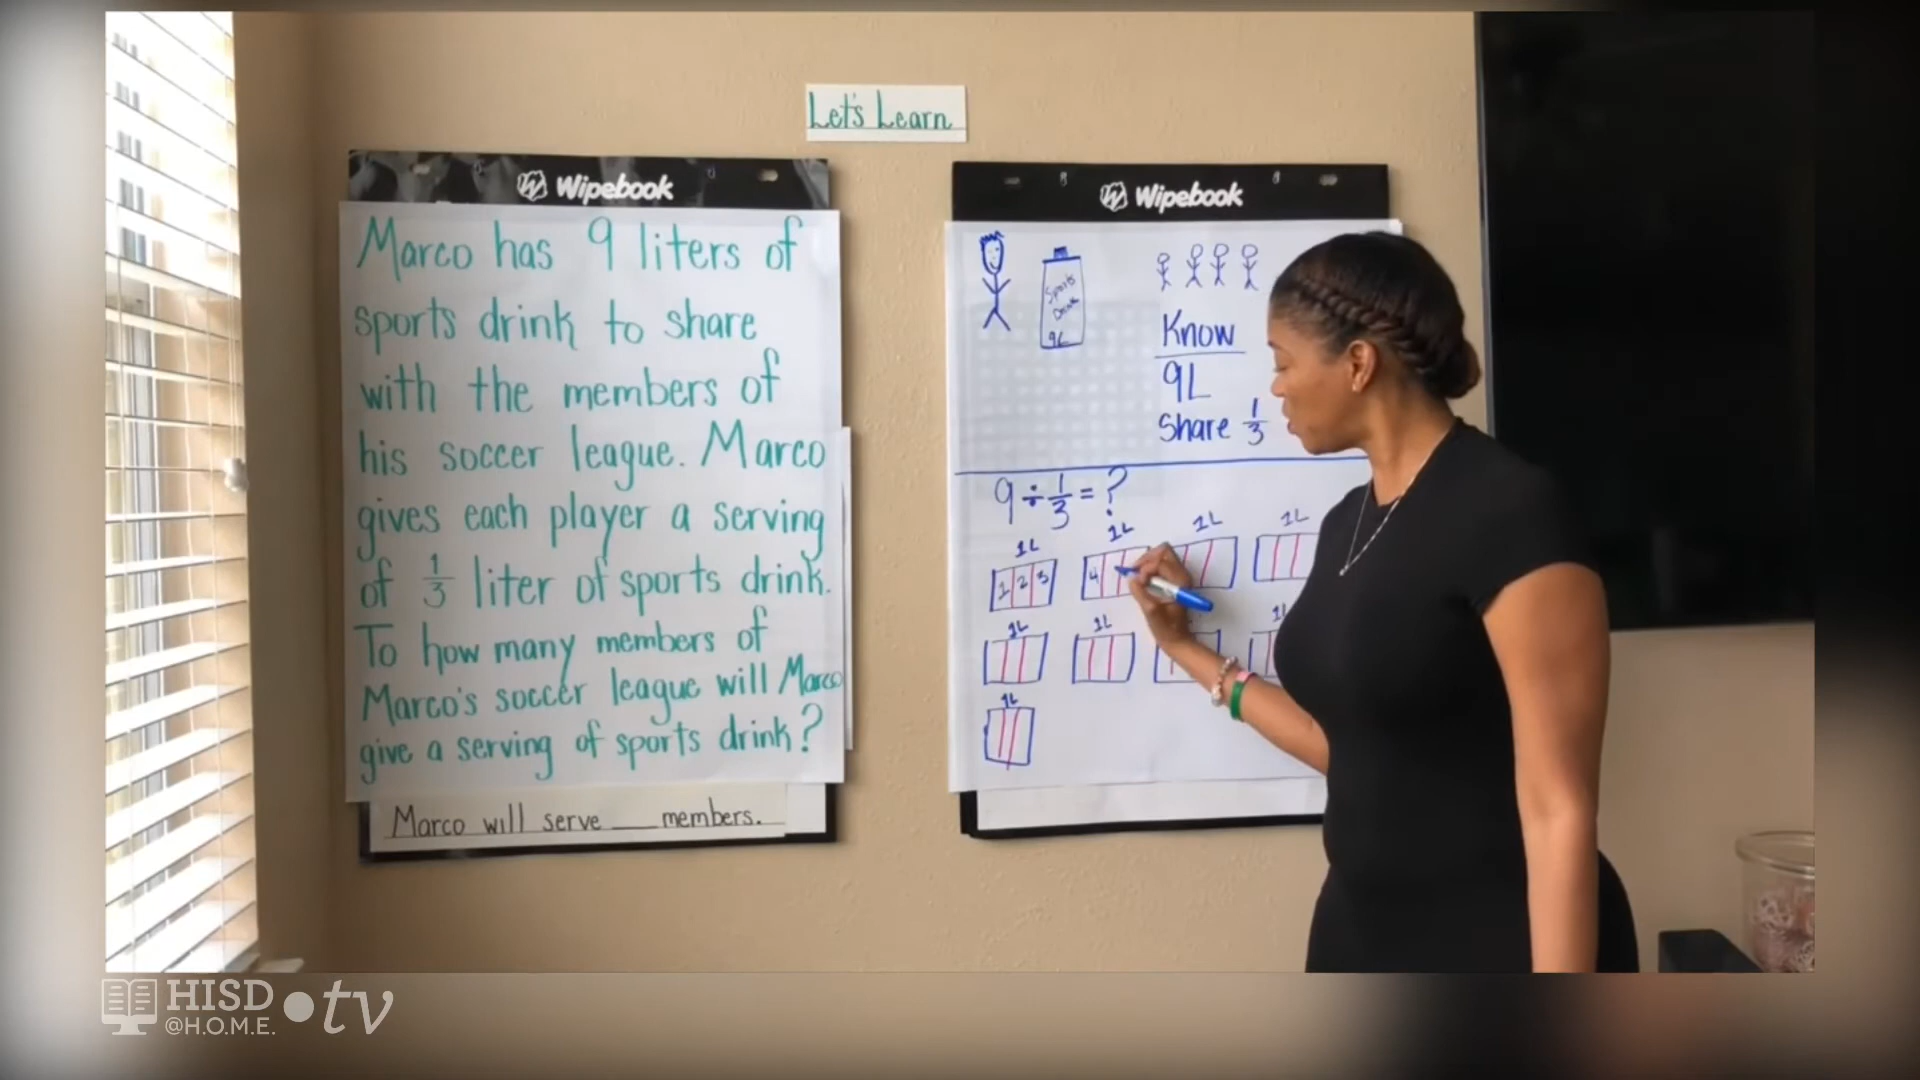 Let's Learn
Wipebook
Marco has 9 liters of
sports drink to share
with the members of
his soccer league. Marco
gives each player a serving
of 1/3 liter of sports drink.
To how many members of
Marco's soccer league will Marco
give a serving of sports drink?
Marco will serve ___ members.
Wipebook
Sports
Drink
9L
Know
9L
Share 1/3
9 ÷ 1/3 = ?
1L 1L 1L 1L
1 2 3 4
1L 1L 1L
1L
HISD
@H.O.M.E.
•tv